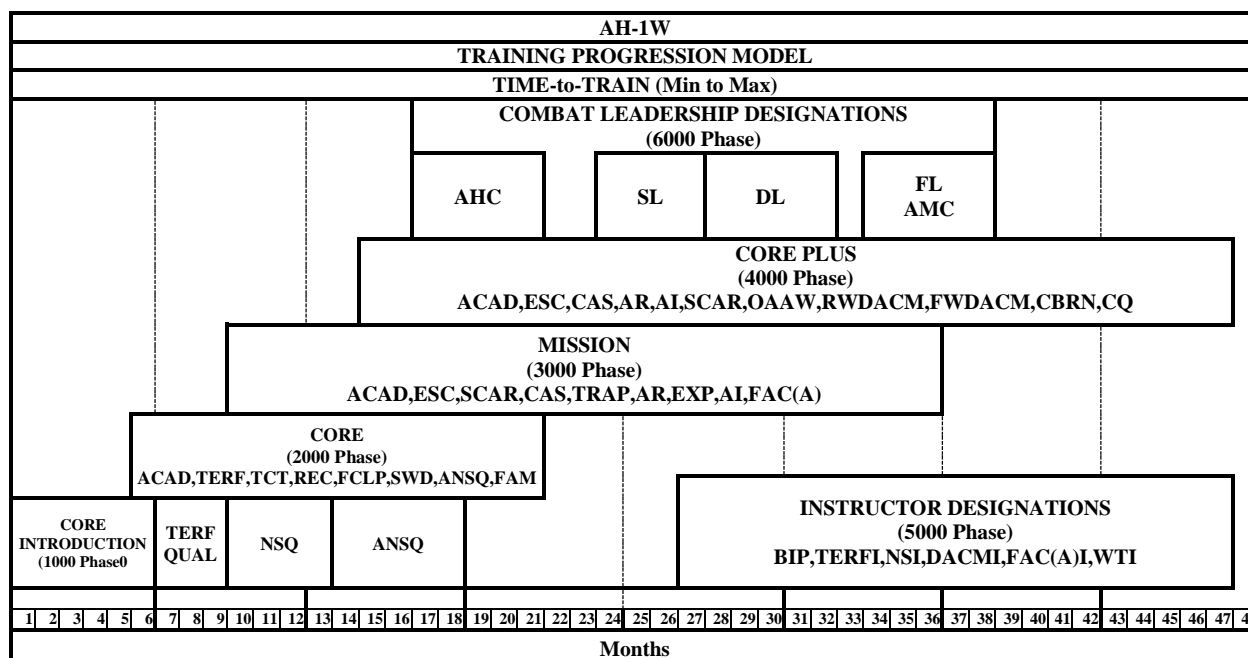 AH-1W
TRAINING PROGRESSION MODEL
TIME-to-TRAIN (Min to Max)
COMBAT LEADERSHIP DESIGNATIONS
(6000 Phase)
AHC
SL
DL
FL
AMC
CORE PLUS
(4000 Phase)
ACAD,ESC,CAS,AR,AI,SCAR,OAAW,RWDACM,FWDACM,CBRN,CQ
MISSION
(3000 Phase)
ACAD,ESC,SCAR,CAS,TRAP,AR,EXP,AI,FAC(A)
CORE
(2000 Phase)
ACAD,TERF,TCT,REC,FCLP,SWD,ANSQ,FAM
CORE
INTRODUCTION
(1000 Phase0
TERF
QUAL
NSQ
ANSQ
INSTRUCTOR DESIGNATIONS
(5000 Phase)
BIP,TERFI,NSI,DACMI,FAC(A)I,WTI
1 2 3 4 5 6 7 8 9 10 11 12 13 14 15 16 17 18 19 20 21 22 23 24 25 26 27 28 29 30 31 32 33 34 35 36 37 38 39 40 41 42 43 44 45 46 47
Months